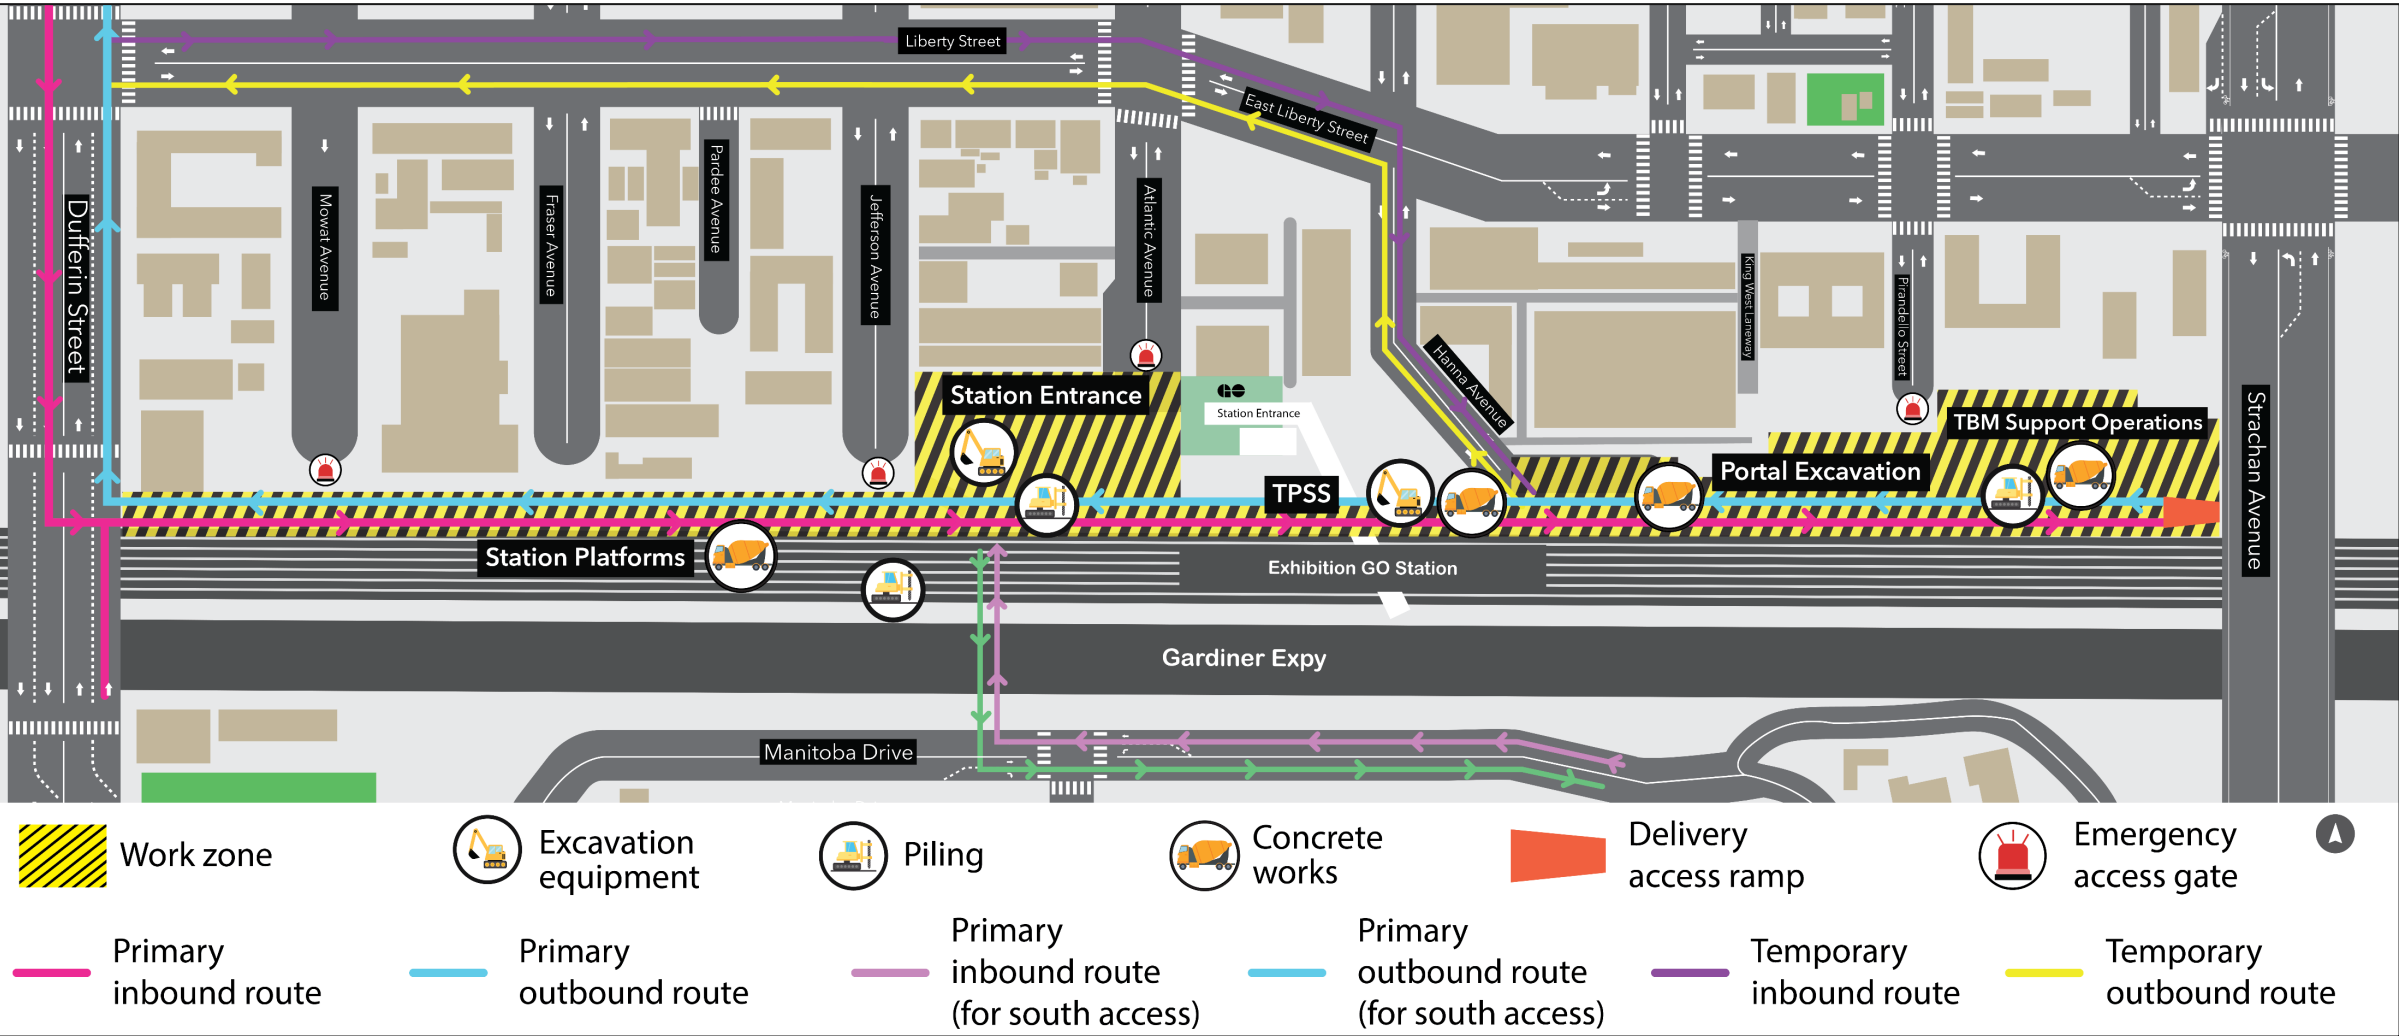 Liberty Street
East Liberty Street
Dufferin Street
Mowat Avenue
Fraser Avenue
Pardee Avenue
Jefferson Avenue
Atlantic Avenue
Hanna Avenue
King West Laneway
Pirandello Street
Strachan Avenue
Station Entrance
GO
Station Entrance
TBM Support Operations
Portal Excavation
TPSS
Station Platforms
Exhibition GO Station
Gardiner Expy
Manitoba Drive
Work zone
Excavation
equipment
Piling
Concrete
works
Delivery
access ramp
Emergency
access gate
Primary
inbound route
Primary
outbound route
Primary
inbound route
(for south access)
Primary
outbound route
(for south access)
Temporary
inbound route
Temporary
outbound route